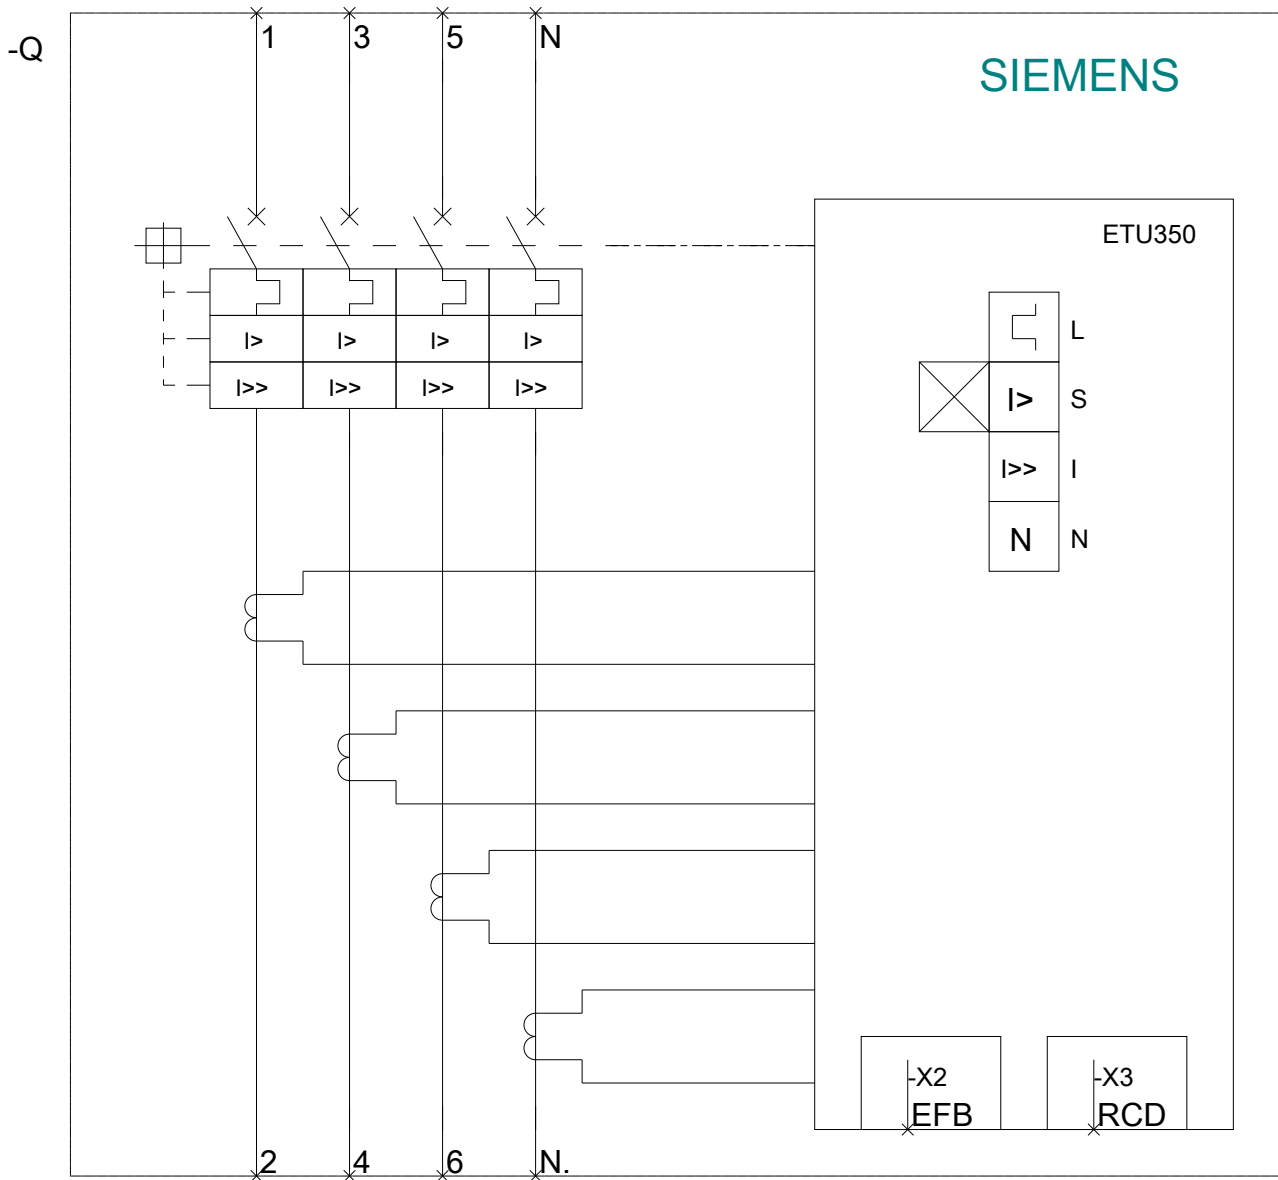 1 3 5 N
-Q
SIEMENS
ETU350
L
I> I> I> I>
I>> I>> I>> I>>
I> S
I>> I
N N
-X2 -X3
EFB RCD
2 4 6 N.